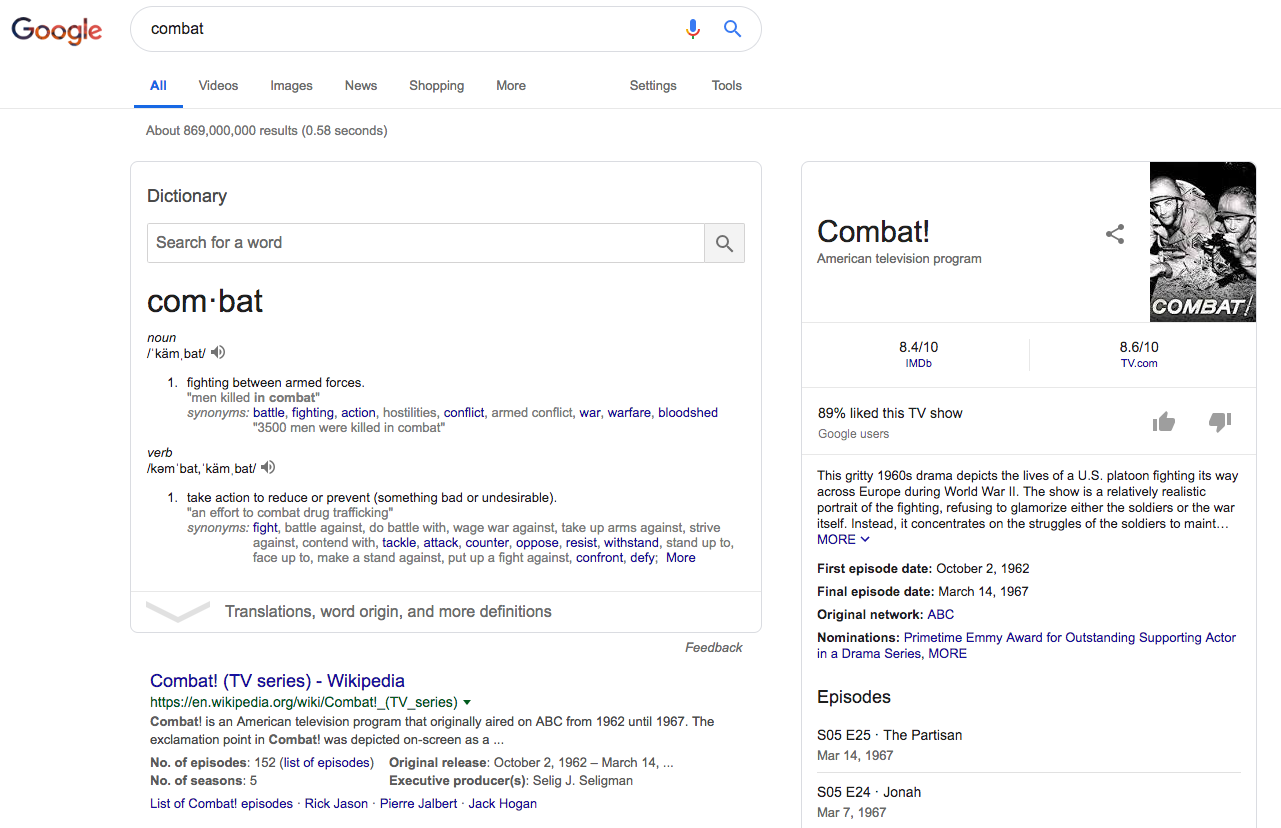 Google
combat
All Videos Images News Shopping More Settings Tools
About 869,000,000 results (0.58 seconds)
Dictionary
Search for a word
com·bat
noun
/ˈkämˌbat/
1. fighting between armed forces.
"men killed in combat"
synonyms: battle, fighting, action, hostilities, conflict, armed conflict, war, warfare, bloodshed
"3500 men were killed in combat"
verb
/kəmˈbat,ˈkämˌbat/
1. take action to reduce or prevent (something bad or undesirable).
"an effort to combat drug trafficking"
synonyms: fight, battle against, do battle with, wage war against, take up arms against, strive
against, contend with, tackle, attack, counter, oppose, resist, withstand, stand up to,
face up to, make a stand against, put up a fight against, confront, defy; More
Translations, word origin, and more definitions
Feedback
Combat! (TV series) - Wikipedia
https://en.wikipedia.org/wiki/Combat!_(TV_series)
Combat! is an American television program that originally aired on ABC from 1962 until 1967. The
exclamation point in Combat! was depicted on-screen as a ...
No. of episodes: 152 (list of episodes) Original release: October 2, 1962 – March 14, ...
No. of seasons: 5 Executive producer(s): Selig J. Seligman
List of Combat! episodes · Rick Jason · Pierre Jalbert · Jack Hogan
Combat!
American television program
COMBAT!
8.4/10 8.6/10
IMDb TV.com
89% liked this TV show
Google users
This gritty 1960s drama depicts the lives of a U.S. platoon fighting its way
across Europe during World War II. The show is a relatively realistic
portrait of the fighting, refusing to glamorize either the soldiers or the war
itself. Instead, it concentrates on the struggles of the soldiers to maint…
MORE
First episode date: October 2, 1962
Final episode date: March 14, 1967
Original network: ABC
Nominations: Primetime Emmy Award for Outstanding Supporting Actor
in a Drama Series, MORE
Episodes
S05 E25 · The Partisan
Mar 14, 1967
S05 E24 · Jonah
Mar 7, 1967